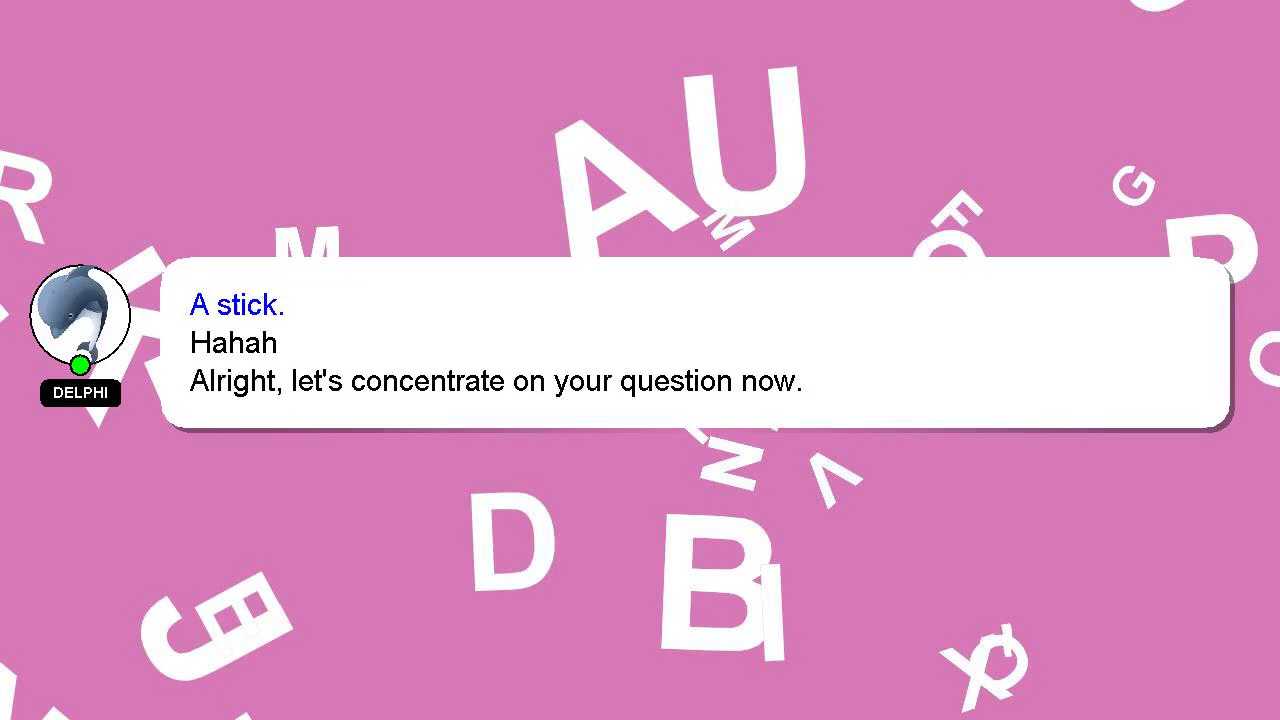 A stick.
Hahah
Alright, let's concentrate on your question now.
DELPHI
R
M
A
U
M
F
O
G
D
N
V
D
B
I
J
E
X
Q